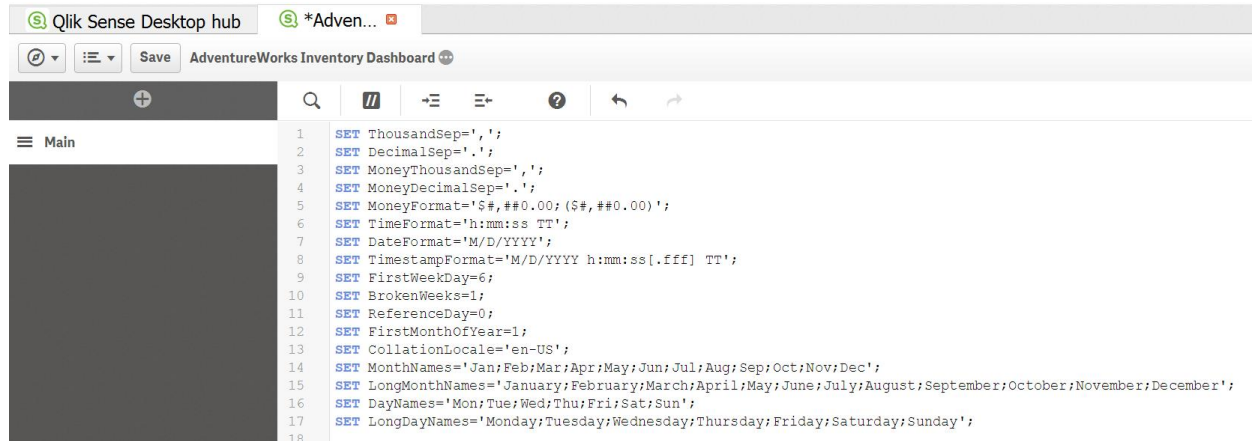 Qlik Sense Desktop hub
*Adven...
Save
AdventureWorks Inventory Dashboard
Main
1 SET ThousandSep=',';
2 SET DecimalSep='.';
3 SET MoneyThousandSep=',';
4 SET MoneyDecimalSep='.';
5 SET MoneyFormat='$#,##0.00;($#,##0.00)';
6 SET TimeFormat='h:mm:ss TT';
7 SET DateFormat='M/D/YYYY';
8 SET TimestampFormat='M/D/YYYY h:mm:ss[.fff] TT';
9 SET FirstWeekDay=6;
10 SET BrokenWeeks=1;
11 SET ReferenceDay=0;
12 SET FirstMonthOfYear=1;
13 SET CollationLocale='en-US';
14 SET MonthNames='Jan;Feb;Mar;Apr;May;Jun;Jul;Aug;Sep;Oct;Nov;Dec';
15 SET LongMonthNames='January;February;March;April;May;June;July;August;September;October;November;December';
16 SET DayNames='Mon;Tue;Wed;Thu;Fri;Sat;Sun';
17 SET LongDayNames='Monday;Tuesday;Wednesday;Thursday;Friday;Saturday;Sunday';
18